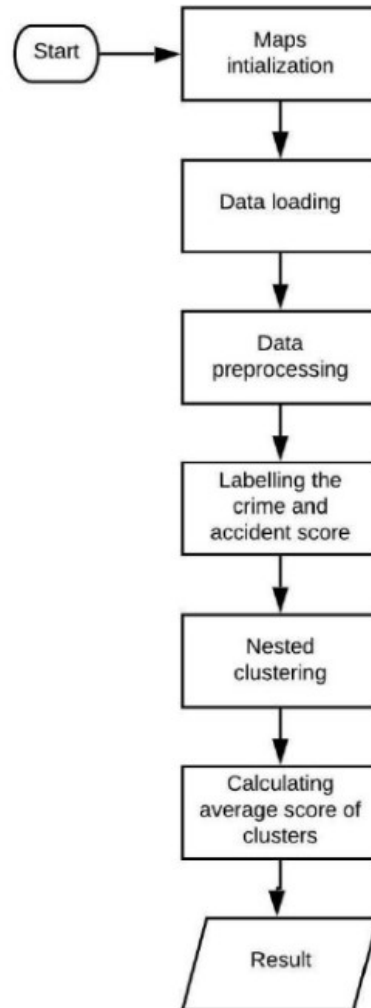 Start
Maps
intialization
Data loading
Data
preprocessing
Labelling the
crime and
accident score
Nested
clustering
Calculating
average score of
clusters
Result